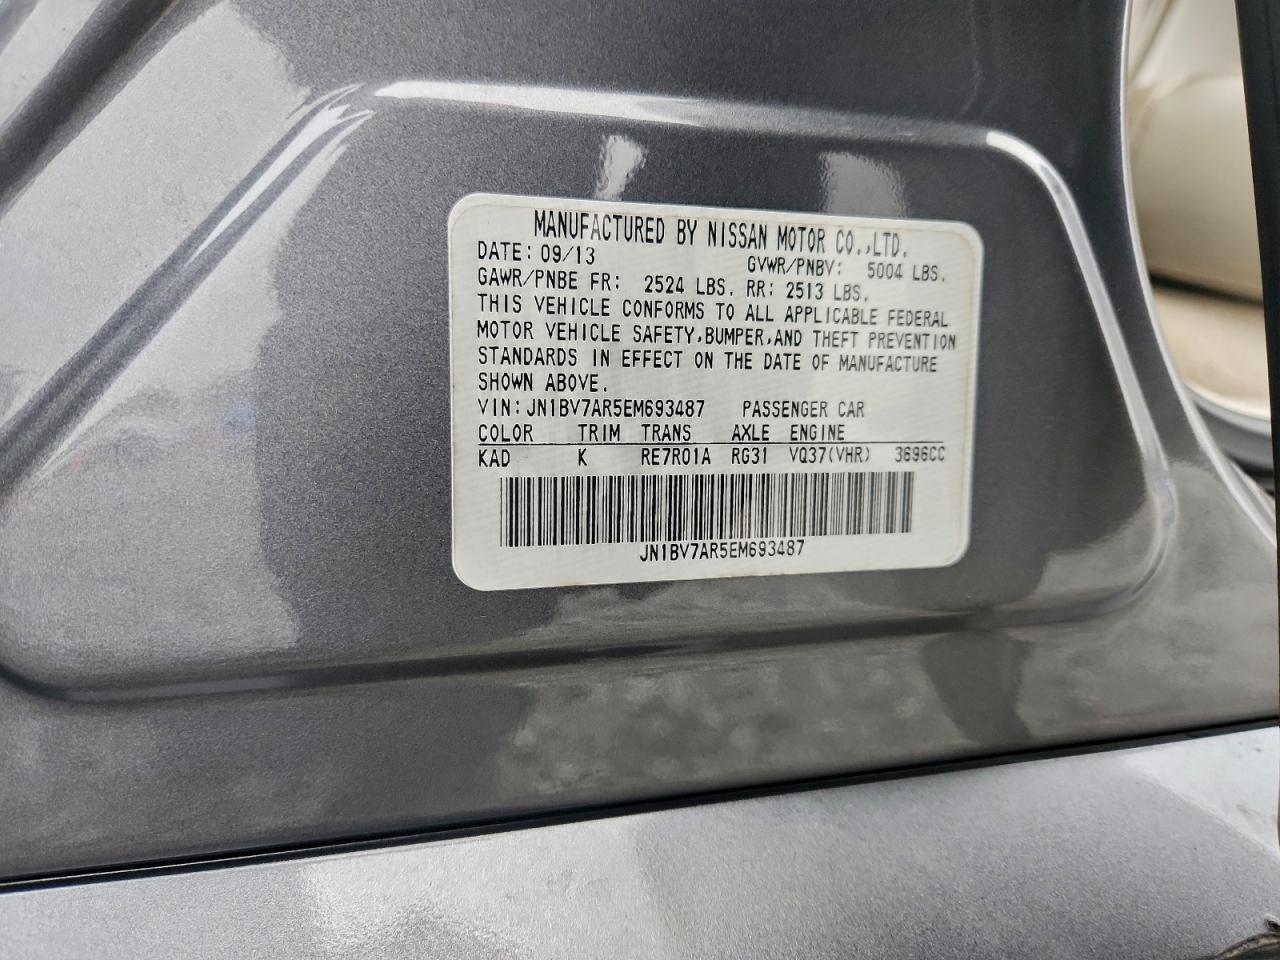 MANUFACTURED BY NISSAN MOTOR CO.,LTD.
DATE: 09/13 GVWR/PNBV: 5004 LBS.
GAWR/PNBE FR: 2524 LBS. RR: 2513 LBS.
THIS VEHICLE CONFORMS TO ALL APPLICABLE FEDERAL
MOTOR VEHICLE SAFETY,BUMPER,AND THEFT PREVENTION
STANDARDS IN EFFECT ON THE DATE OF MANUFACTURE
SHOWN ABOVE.
VIN: JN1BV7AR5EM693487 PASSENGER CAR
COLOR TRIM TRANS AXLE ENGINE
KAD K RE7R01A RG31 VQ37(VHR) 3696CC
JN1BV7AR5EM693487